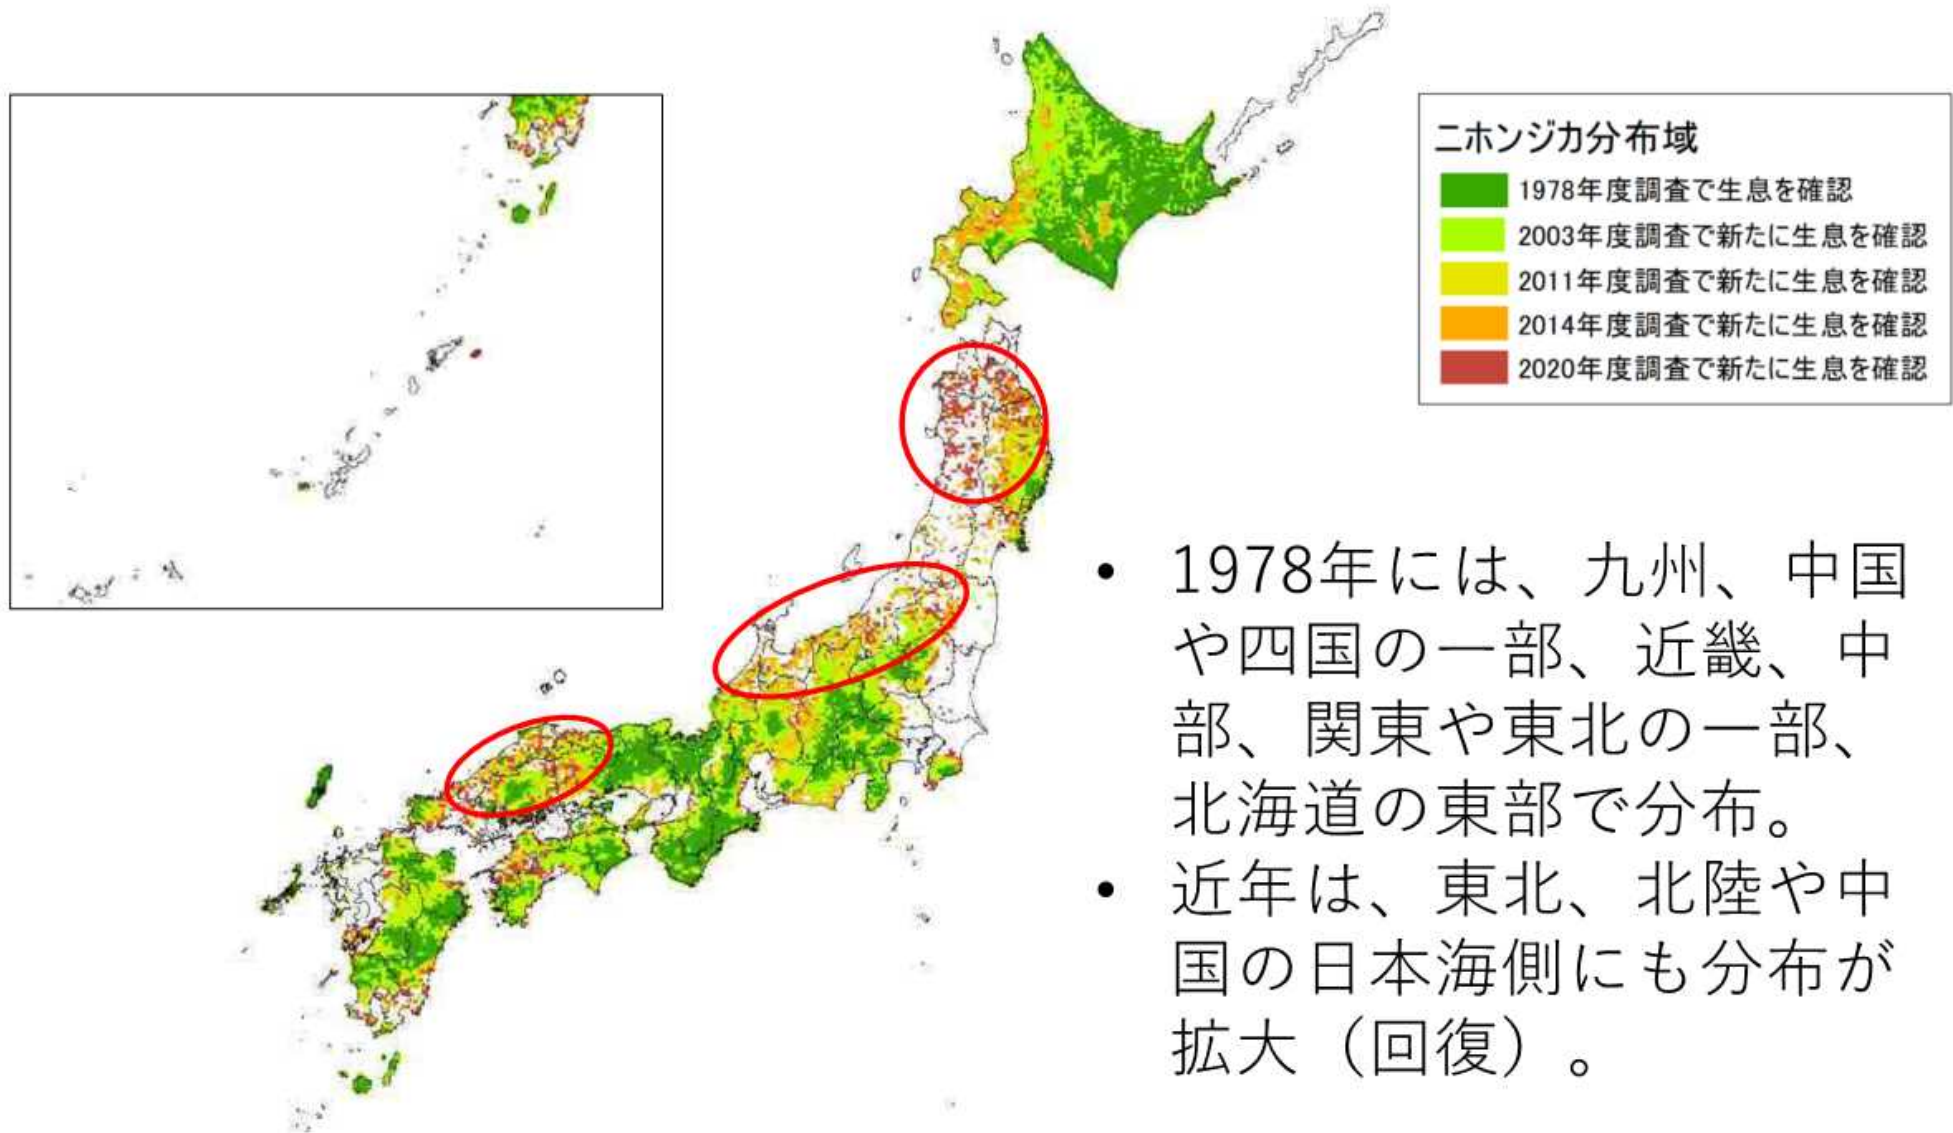 ニホンジカ分布域
1978年度調査で生息を確認
2003年度調査で新たに生息を確認
2011年度調査で新たに生息を確認
2014年度調査で新たに生息を確認
2020年度調査で新たに生息を確認
• 1978年には、九州、中国
や四国の一部、近畿、中
部、関東や東北の一部、
北海道の東部で分布。
• 近年は、東北、北陸や中
国の日本海側にも分布が
拡大（回復）。